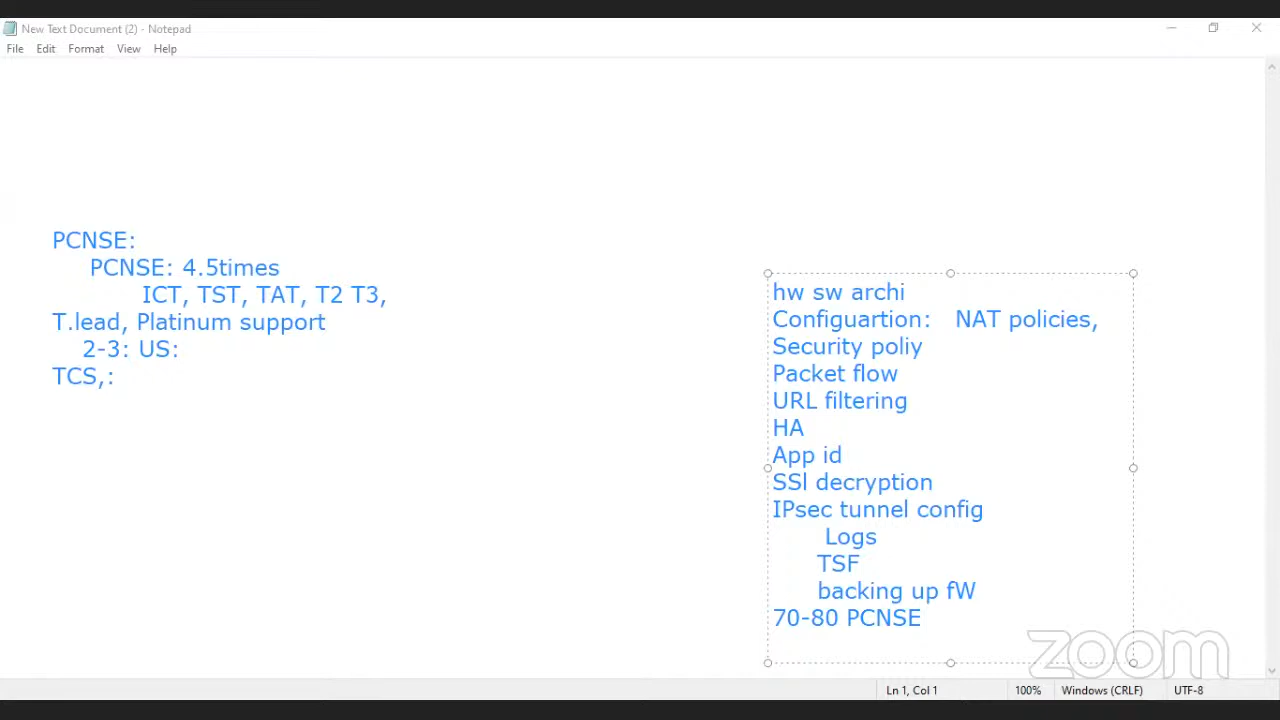 New Text Document (2) - Notepad
File Edit Format View Help
PCNSE:
PCNSE: 4.5times
ICT, TST, TAT, T2 T3,
T.lead, Platinum support
2-3: US:
TCS,:
hw sw archi
Configuartion: NAT policies,
Security poliy
Packet flow
URL filtering
HA
App id
SSl decryption
IPsec tunnel config
Logs
TSF
backing up fW
70-80 PCNSE
zoom
Ln 1, Col 1 100% Windows (CRLF) UTF-8